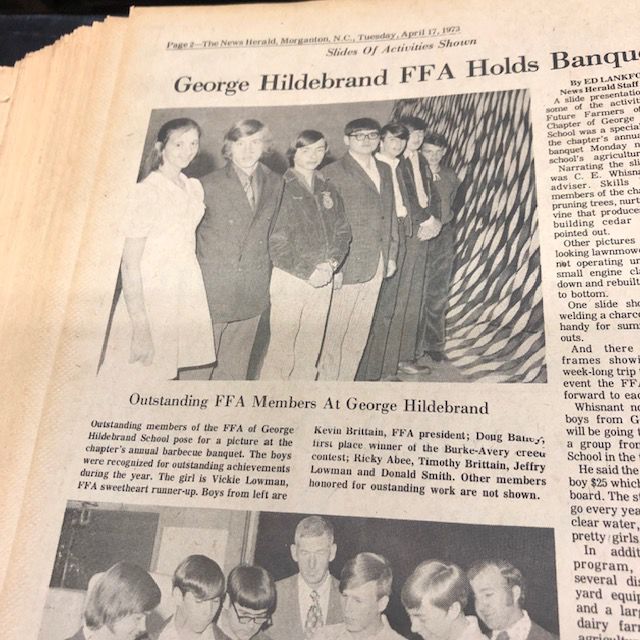 Page 2—The News Herald, Morganton, N.C., Tuesday, April 17, 1973
Slides Of Activities Shown
George Hildebrand FFA Holds Banque
Outstanding FFA Members At George Hildebrand
Outstanding members of the FFA of George
Hildebrand School pose for a picture at the
chapter's annual barbecue banquet. The boys
were recognized for outstanding achievements
during the year. The girl is Vickie Lowman,
FFA sweetheart runner-up. Boys from left are
Kevin Brittain, FFA president; Doug Bailey,
first place winner of the Burke-Avery creed
contest; Ricky Abee, Timothy Brittain, Jeffry
Lowman and Donald Smith. Other members
honored for oustanding work are not shown.
By ED LANKFO
News Herald Staff
A slide presentatio
some of the activi
Future Farmers o
Chapter of George
School was a specia
the chapter's annua
banquet Monday n
school's agricultur
Narrating the sli
was C. E. Whisna
adviser. Skills
members of the cha
pruning trees, nurt
vine that produce
building cedar
pointed out.
Other pictures
looking lawnmowe
not operating un
small engine cla
down and rebuilt
to bottom.
One slide sho
welding a charco
handy for sum
outs.
And there
frames showi
week-long trip
event the FFA
forward to eac
Whisnant n
boys from G
will be going t
a group from
School in the
He said the
boy $25 which
board. The s
go every yea
clear water,
pretty girls
In addit
program,
several di
yard equip
and a larg
dairy farm